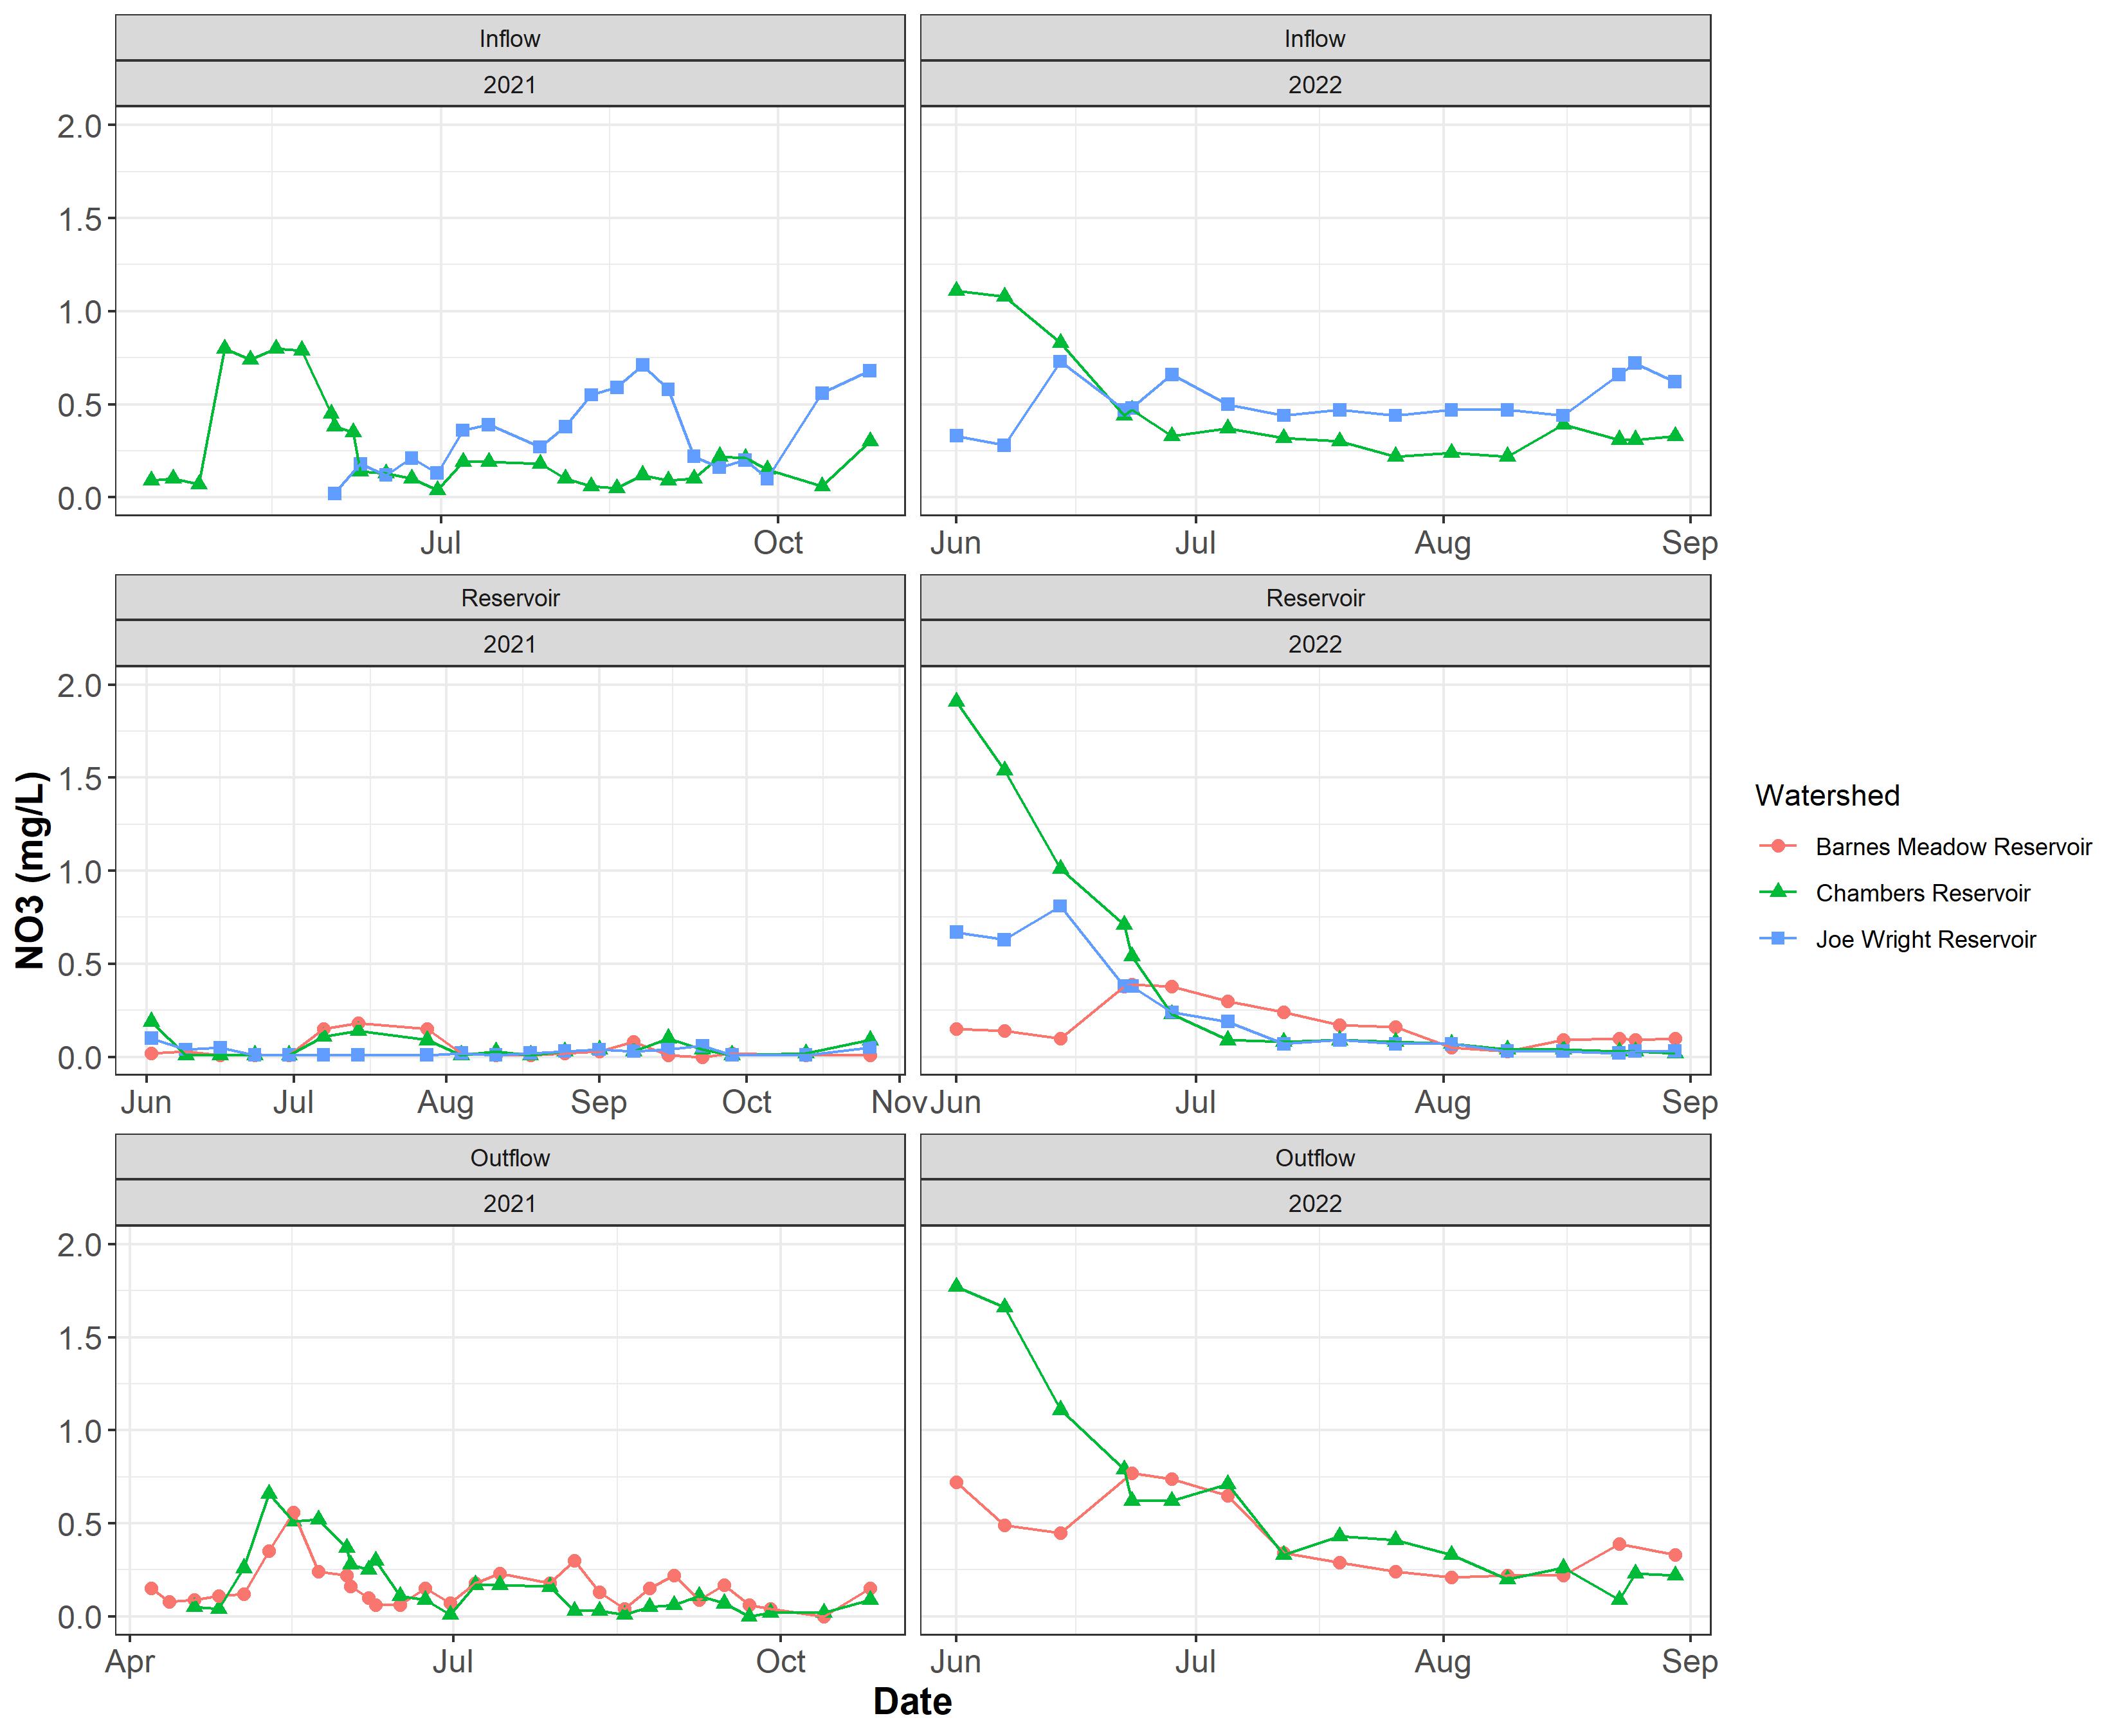 Inflow
2021
2.0
1.5
1.0
0.5
0.0
Jul Oct
Inflow
2022
Jun Jul Aug Sep
Reservoir
2021
2.0
1.5
1.0
0.5
0.0
Jun Jul Aug Sep Oct Nov
Reservoir
2022
Jun Jul Aug Sep
Outflow
2021
2.0
1.5
1.0
0.5
0.0
Apr Jul Oct
Outflow
2022
Jun Jul Aug Sep
NO3 (mg/L)
Date
Watershed
Barnes Meadow Reservoir
Chambers Reservoir
Joe Wright Reservoir